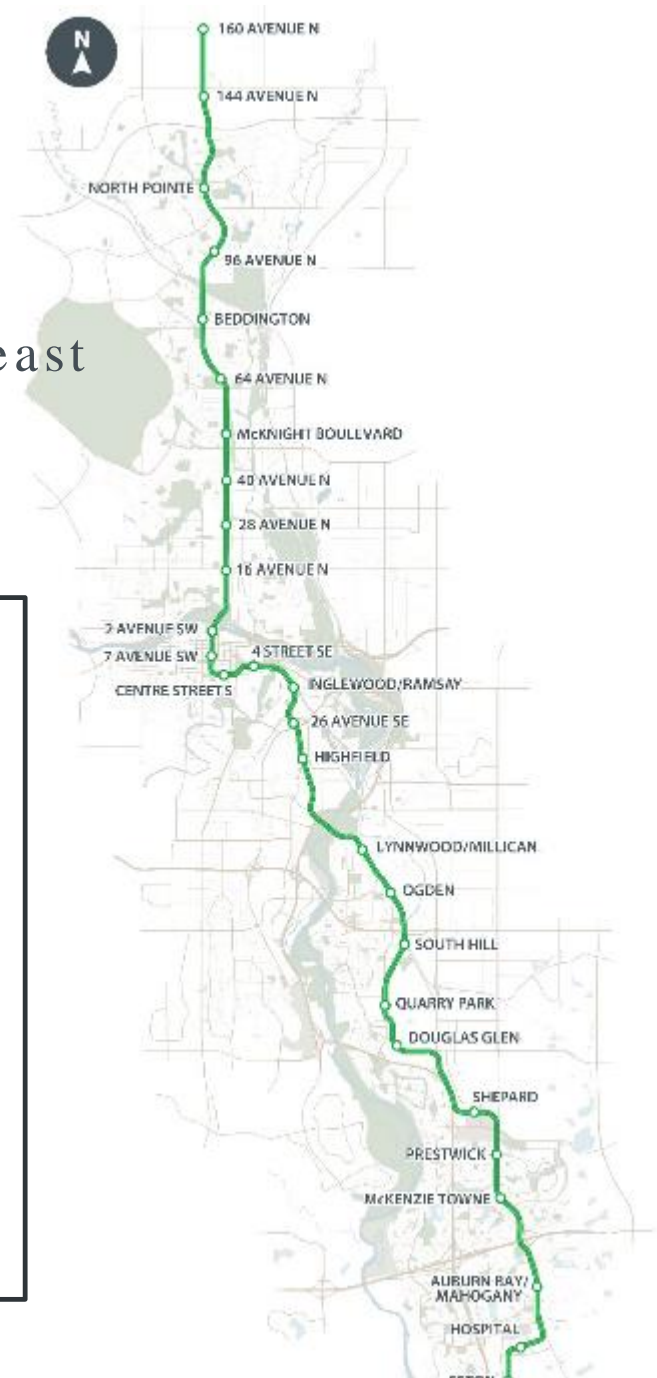 N
160 AVENUE N
144 AVENUE N
NORTH POINTE
96 AVENUE N
BEDDINGTON
east
64 AVENUE N
McKNIGHT BOULEVARD
40 AVENUE N
28 AVENUE N
16 AVENUE N
2 AVENUE SW
7 AVENUE SW
4 STREET SE
CENTRE STREET S
INGLEWOOD/RAMSAY
26 AVENUE SE
HIGHFIELD
LYNNWOOD/MILLICAN
OGDEN
SOUTH HILL
QUARRY PARK
DOUGLAS GLEN
SHEPARD
PRESTWICK
McKENZIE TOWNE
AUBURN BAY/
MAHOGANY
HOSPITAL